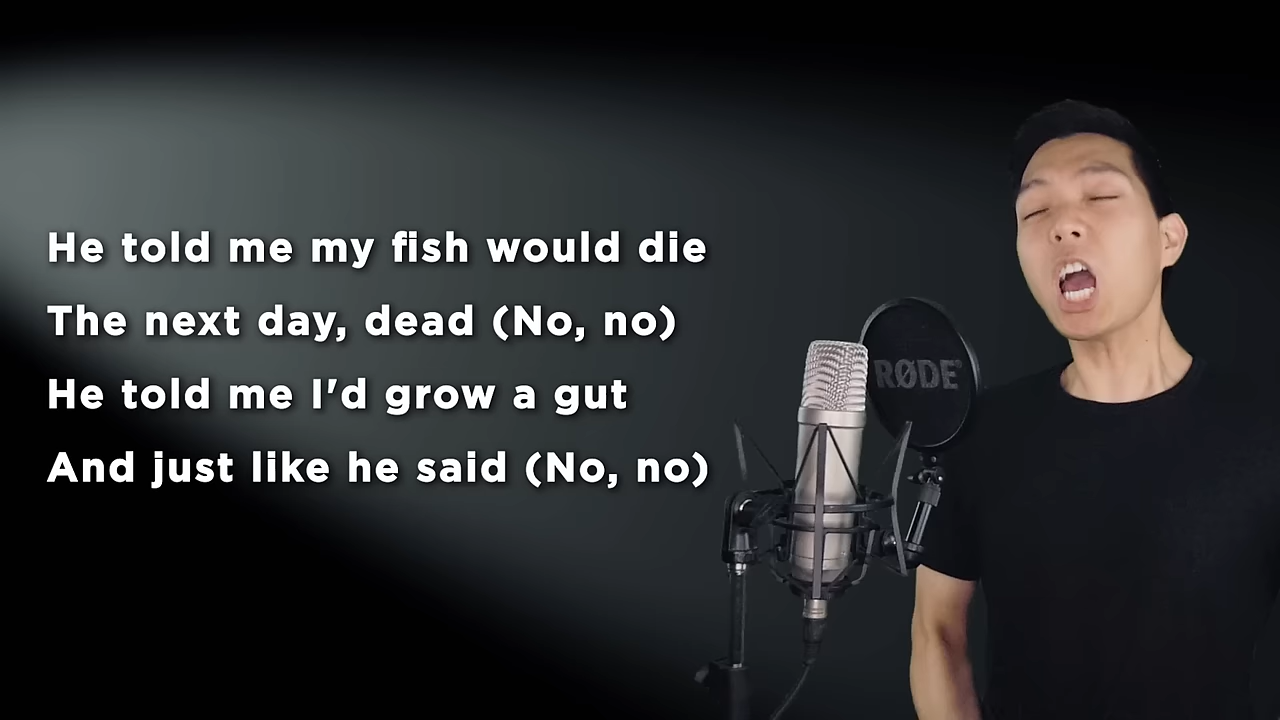 He told me my fish would die
The next day, dead (No, no)
He told me I'd grow a gut
And just like he said (No, no)
RØDE